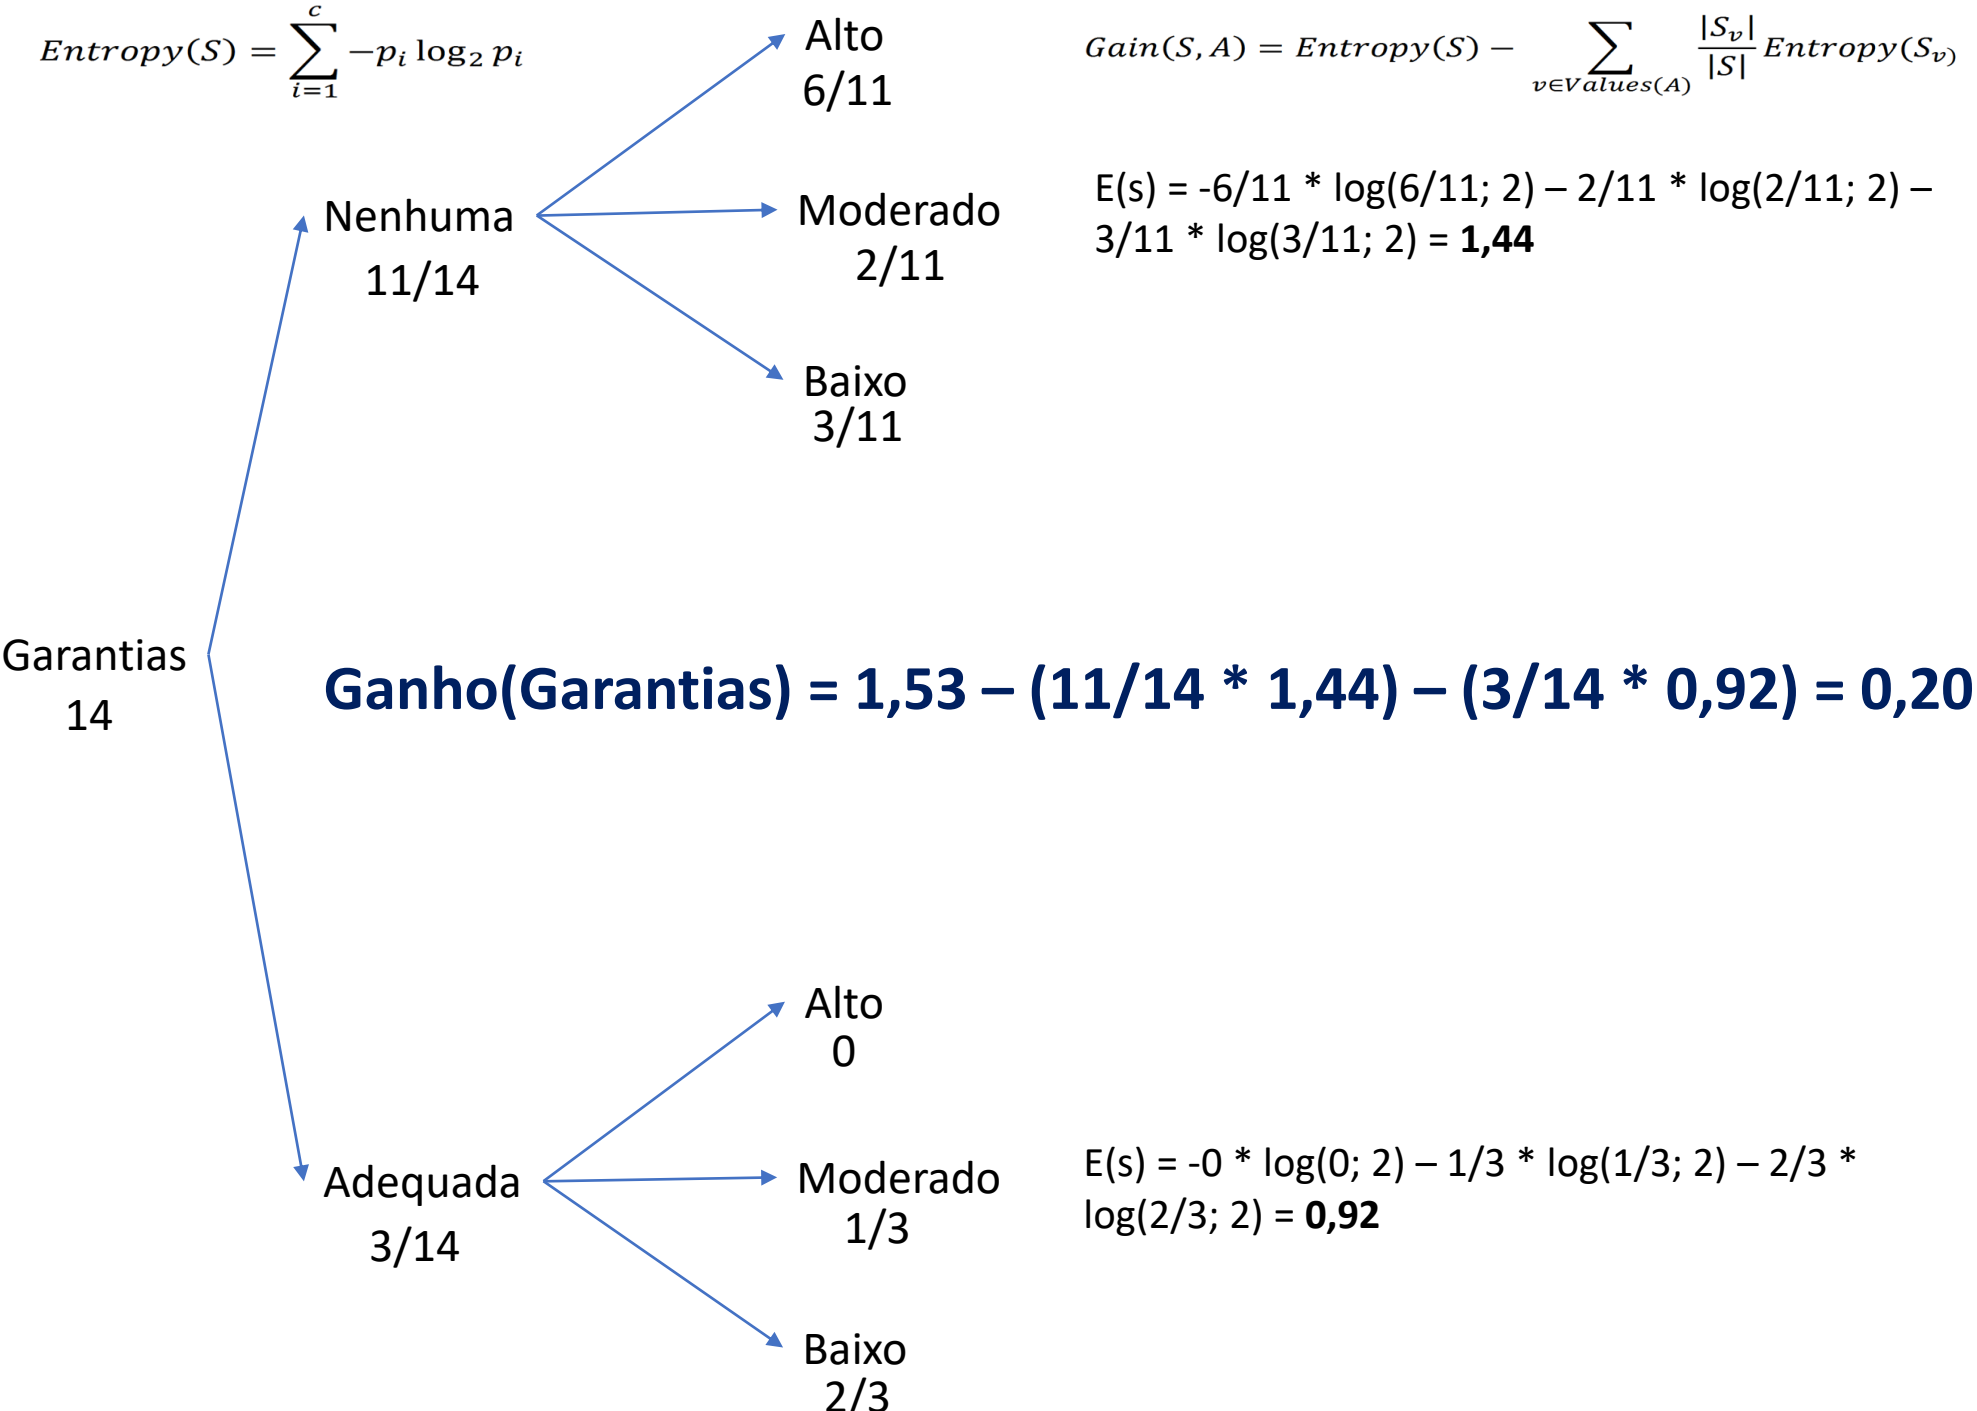 Entropy(S) = \sum_{i=1}^{c} -p_i \log_2 p_i
Gain(S, A) = Entropy(S) - \sum_{v∈Values(A)} \frac{|S_v|}{|S|} Entropy(S_{v)}
Alto
6/11
Nenhuma
11/14
Moderado
2/11
E(s) = -6/11 * log(6/11; 2) – 2/11 * log(2/11; 2) –
3/11 * log(3/11; 2) = 1,44
Baixo
3/11
Garantias
14
Ganho(Garantias) = 1,53 – (11/14 * 1,44) – (3/14 * 0,92) = 0,20
Alto
0
Adequada
3/14
Moderado
1/3
E(s) = -0 * log(0; 2) – 1/3 * log(1/3; 2) – 2/3 *
log(2/3; 2) = 0,92
Baixo
2/3